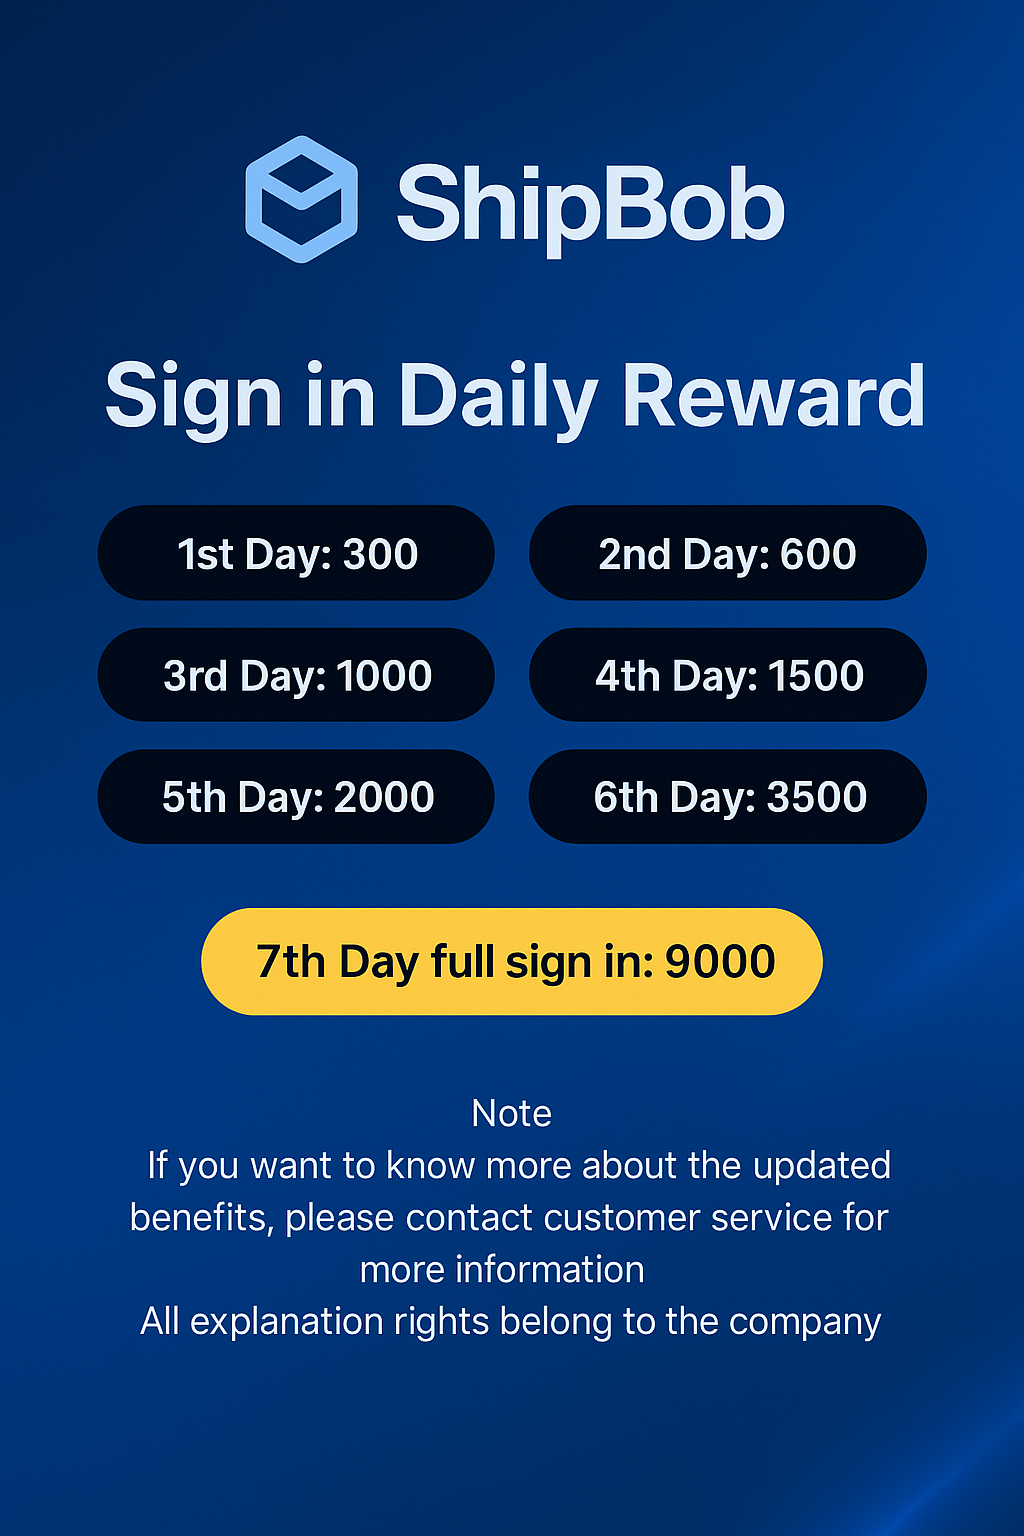 ShipBob
Sign in Daily Reward
1st Day: 300
2nd Day: 600
3rd Day: 1000
4th Day: 1500
5th Day: 2000
6th Day: 3500
7th Day full sign in: 9000
Note
If you want to know more about the updated
benefits, please contact customer service for
more information
All explanation rights belong to the company